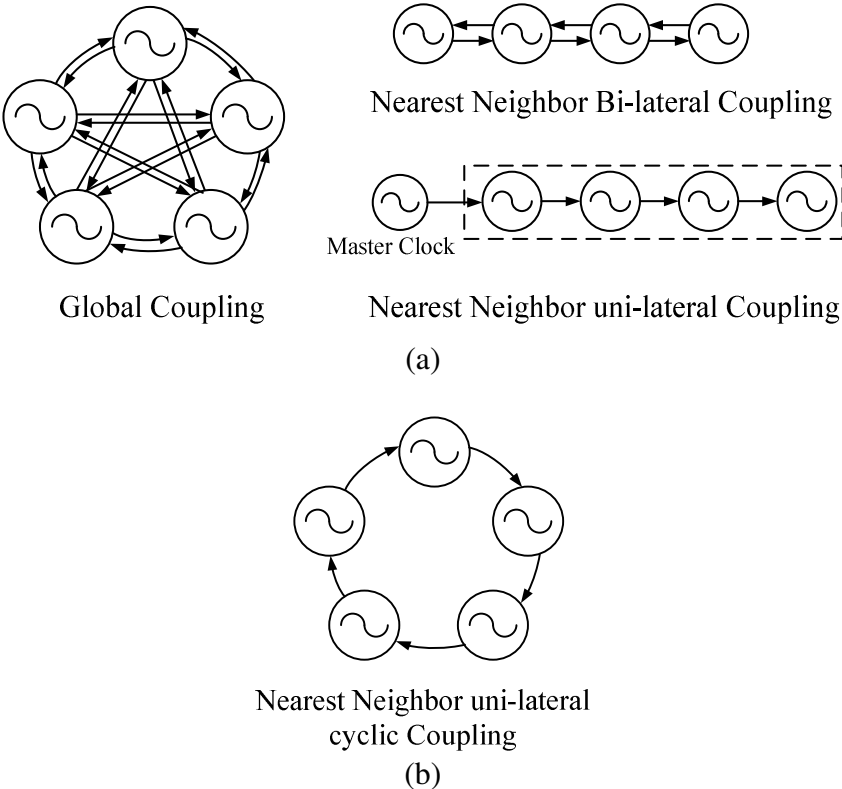 Nearest Neighbor Bi-lateral Coupling
Master Clock
Global Coupling
Nearest Neighbor uni-lateral Coupling
(a)
Nearest Neighbor uni-lateral
cyclic Coupling
(b)